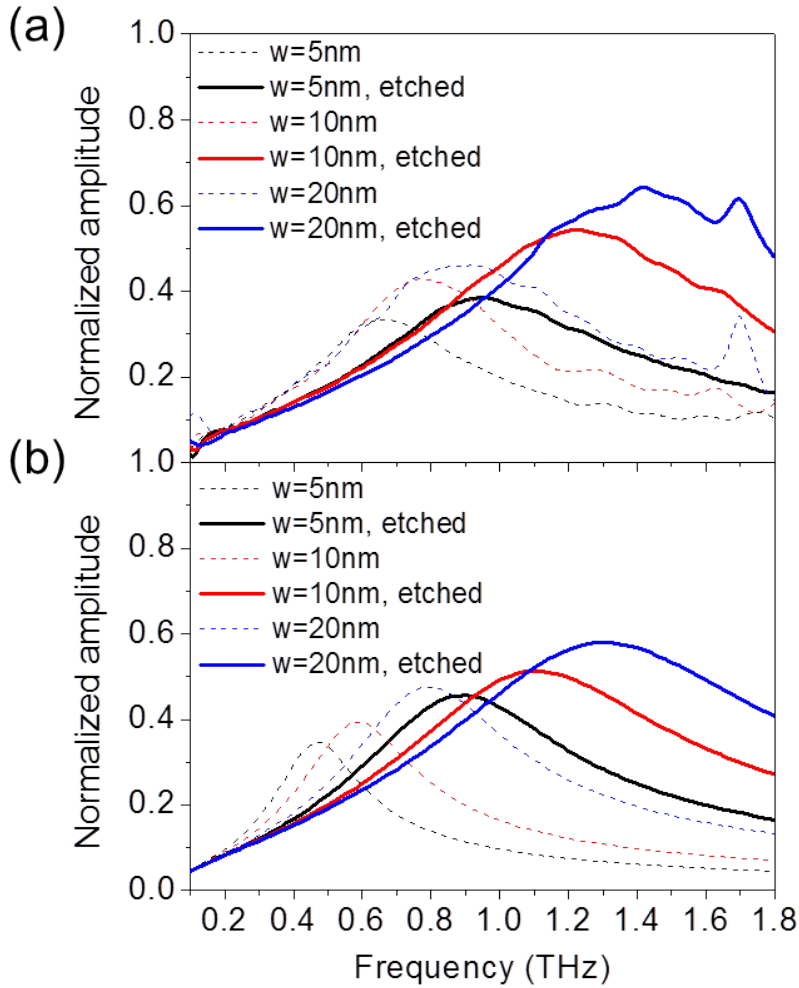 (a)
1.0
0.8
0.6
0.4
0.2
Normalized amplitude
w=5nm
w=5nm, etched
w=10nm
w=10nm, etched
w=20nm
w=20nm, etched
(b)
1.0
0.8
0.6
0.4
0.2
0.0
Normalized amplitude
w=5nm
w=5nm, etched
w=10nm
w=10nm, etched
w=20nm
w=20nm, etched
0.2 0.4 0.6 0.8 1.0 1.2 1.4 1.6 1.8
Frequency (THz)